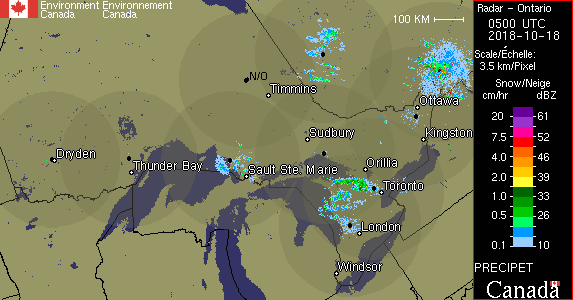 Environment Environnement
Canada Canada
100 KM
N/O
Timmins
Ottawa
Sudbury
Kingston
Dryden
Thunder Bay
Sault Ste. Marie
Orillia
Toronto
London
Windsor
Radar - Ontario
0500 UTC
2018-10-18
Scale/Échelle:
3.5 km/Pixel
Snow/Neige
cm/hr dBZ
20 61
7.5 52
4.0 46
2.0 39
1.0 33
0.5 26
0.1 10
PRECIPET
Canada